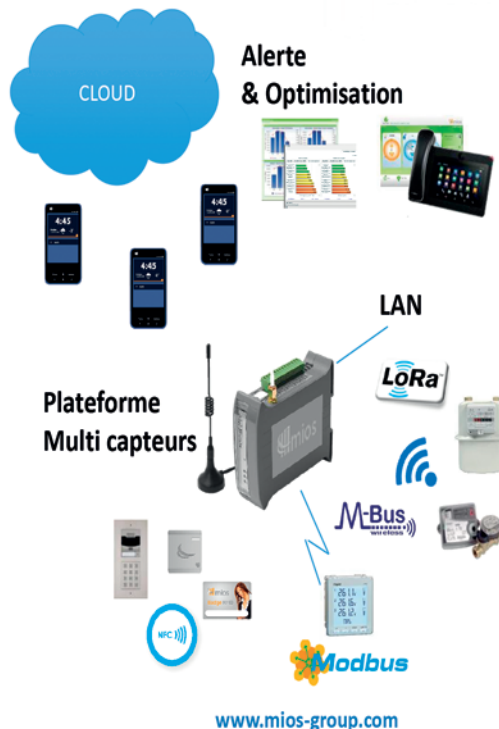 Alerte
& Optimisation
CLOUD
4:45
4:45
4:45
LAN
LoRa
Plateforme
Multi capteurs
mios
M-Bus
wireless
mios
NFC
Modbus
www.mios-group.com